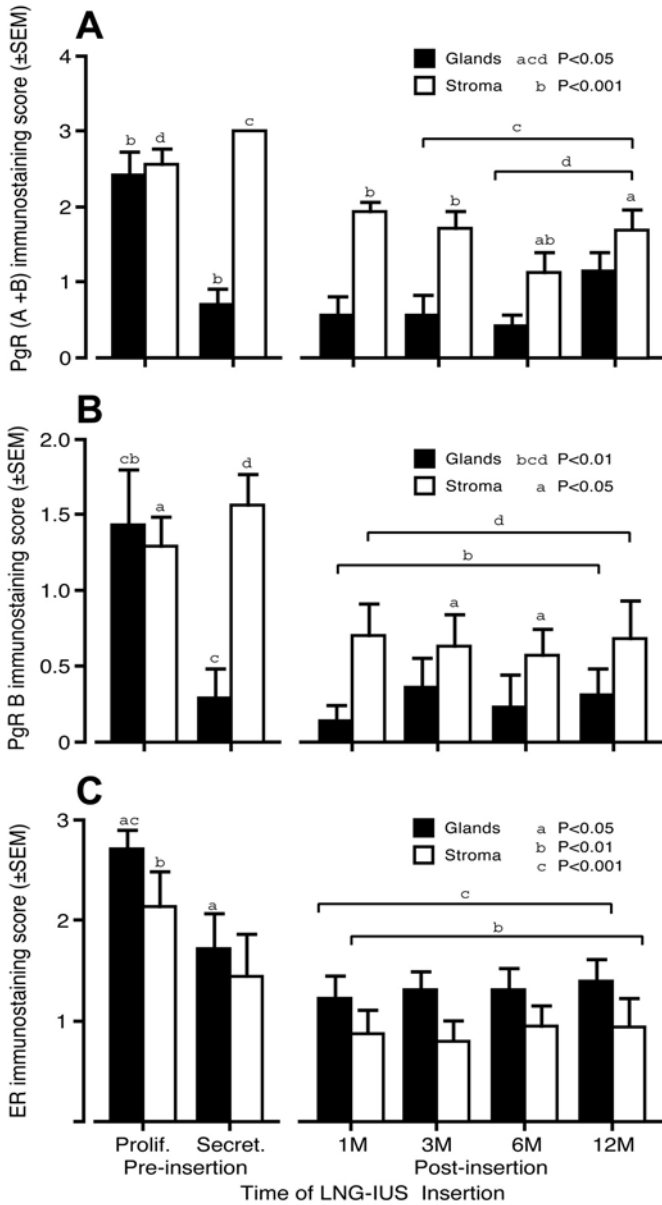 A
PgR (A +B) immunostaining score (±SEM)
4
3
2
1
0
Glands acd P<0.05
Stroma b P<0.001
b d
b
c
c
d
b
b
ab
a
B
PgR B immunostaining score (±SEM)
2.0
1.5
1.0
0.5
0
Glands bcd P<0.01
Stroma a P<0.05
cb
a
c
d
d
b
a
a
C
ER immunostaining score (±SEM)
3
2
1
Glands a P<0.05
Stroma b P<0.01
c P<0.001
ac
b
a
c
b
Prolif. Secret. 1M 3M 6M 12M
Pre-insertion Post-insertion
Time of LNG-IUS Insertion